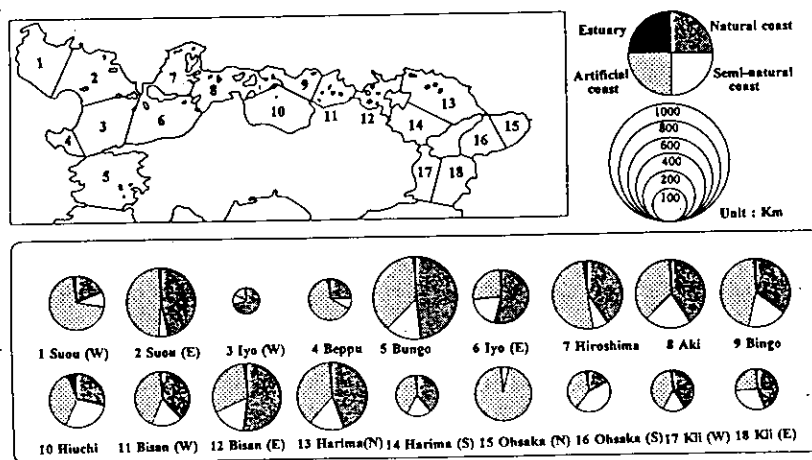 Estuary
Natural coast
Artificial coast
Semi-natural coast
1000
800
600
400
200
100
Unit : Km
1
2
3
4
5
6
7
8
9
10
11
12
13
14
15
16
17
18
1 Suou (W)
2 Suou (E)
3 Iyo (W)
4 Beppu
5 Bungo
6 Iyo (E)
7 Hiroshima
8 Aki
9 Bingo
10 Hiuchi
11 Bisan (W)
12 Bisan (E)
13 Harima(N)
14 Harima (S)
15 Ohsaka (N)
16 Ohsaka (S)
17 Kii (W)
18 Kii (E)